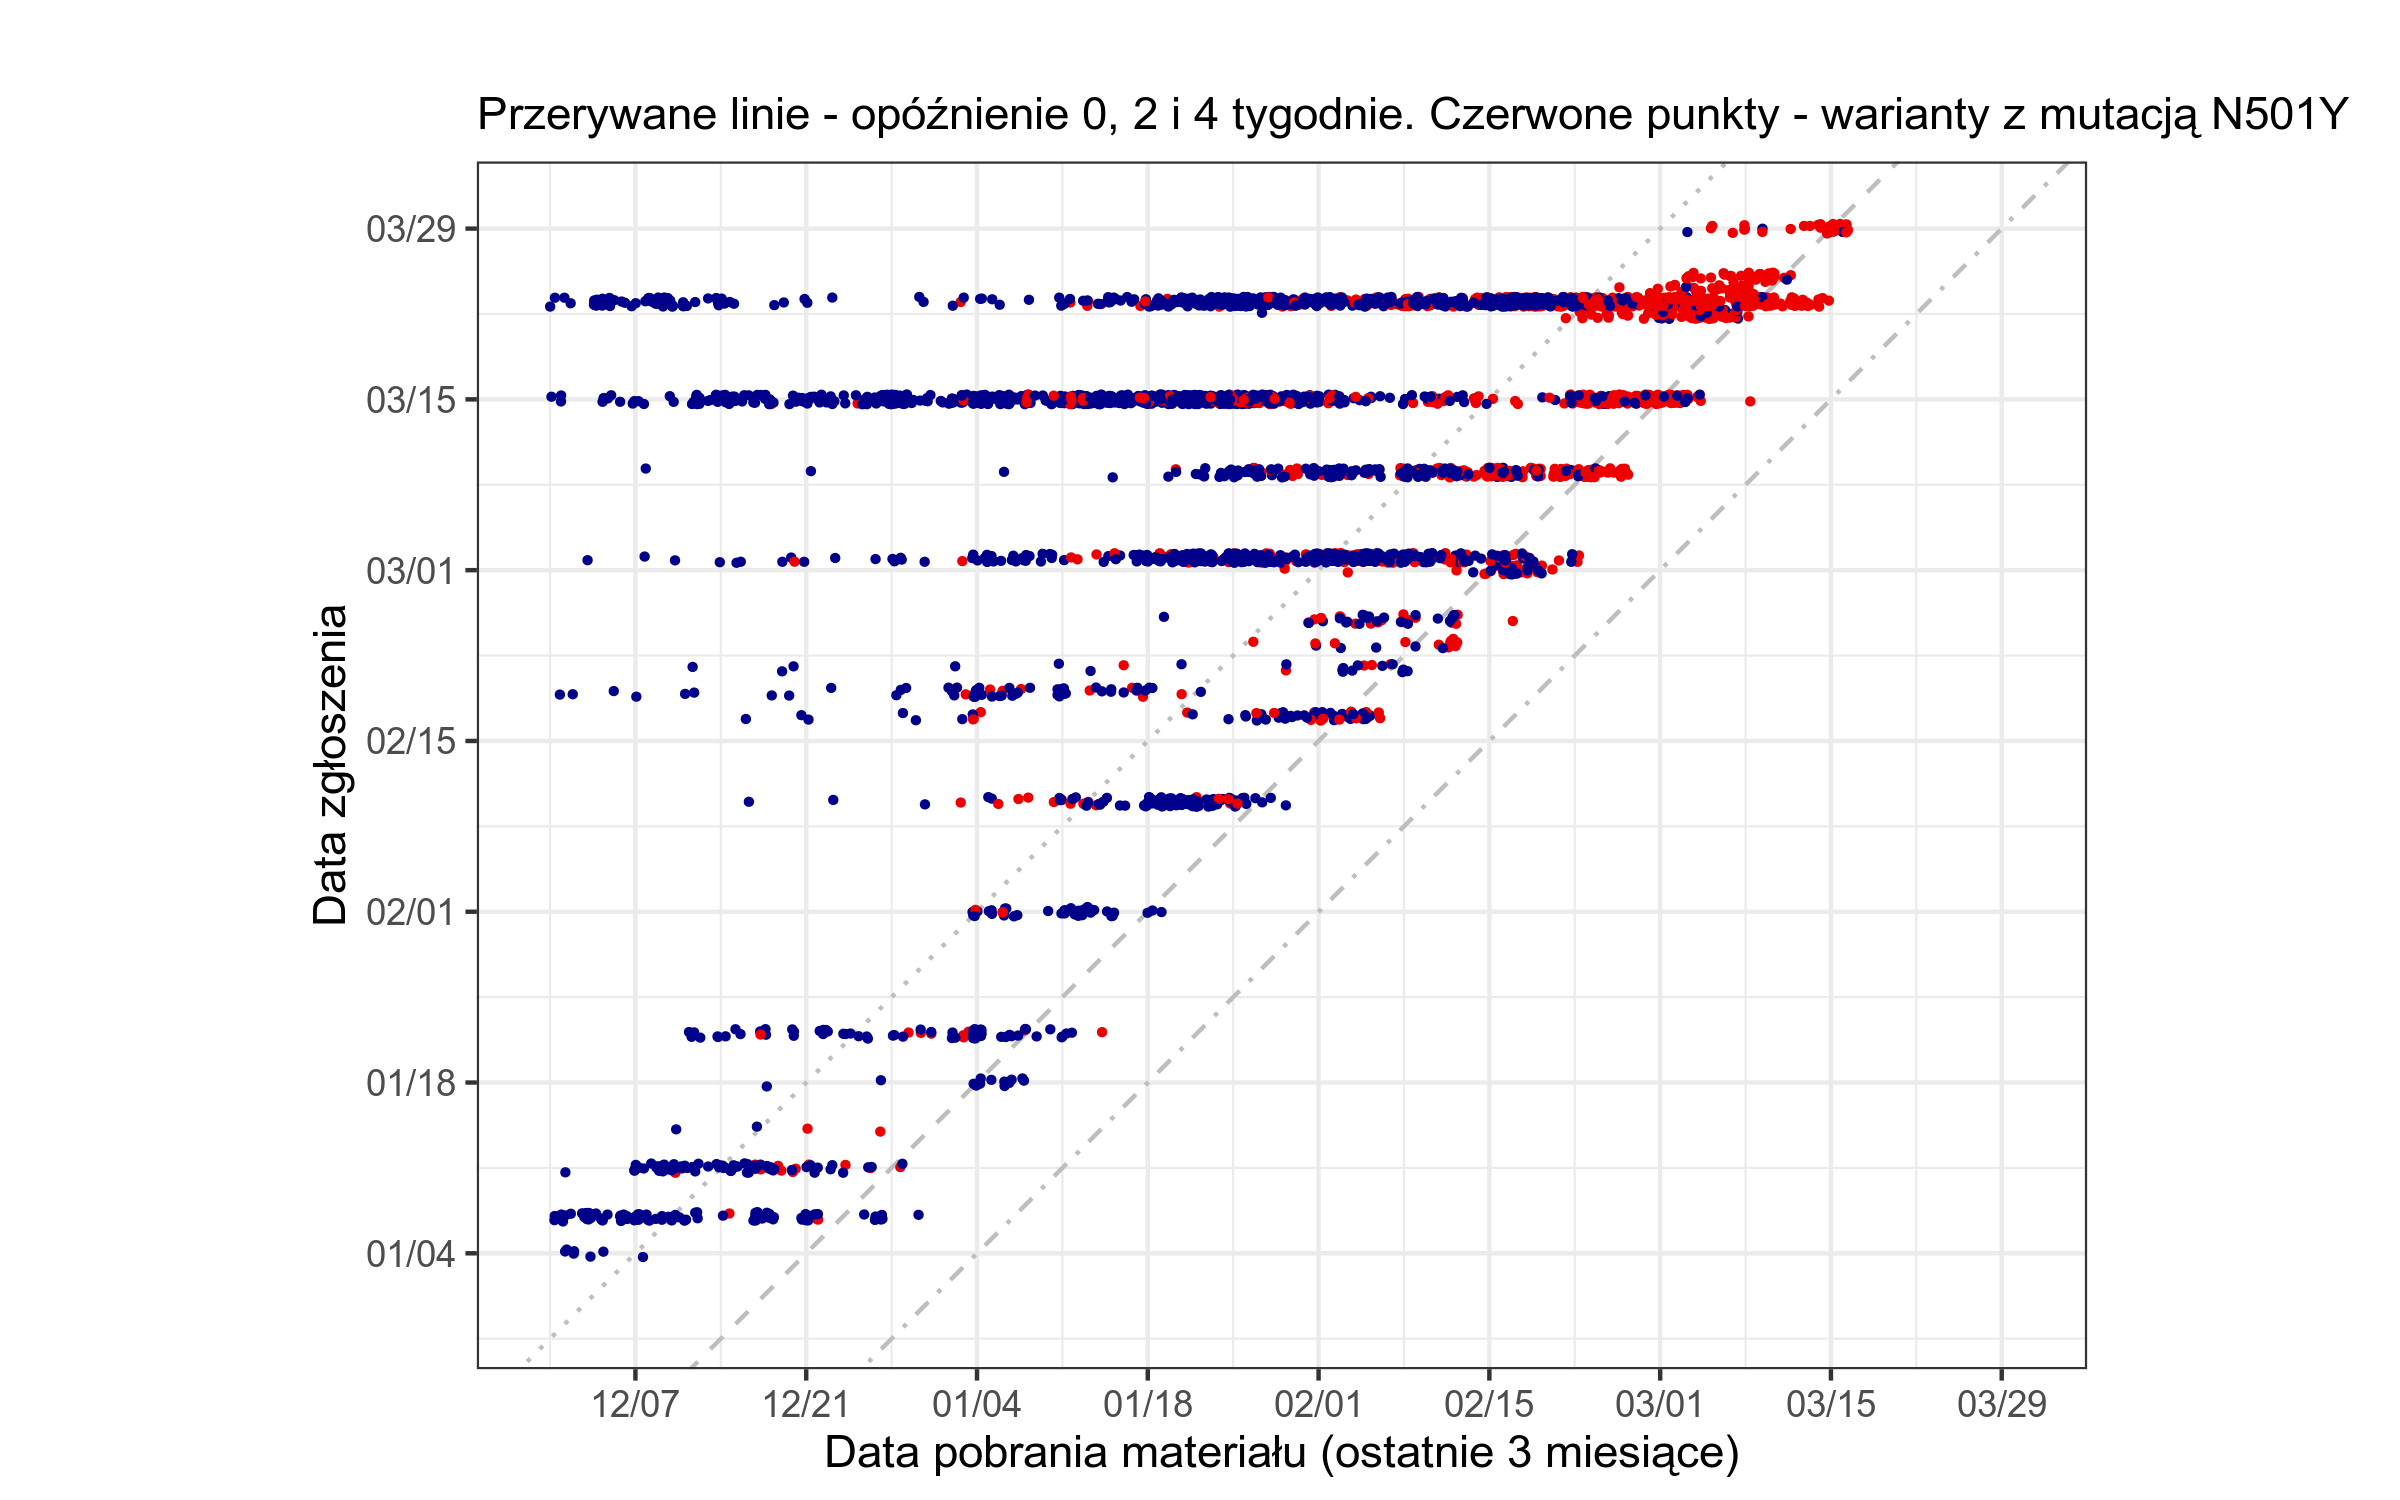 Przerywane linie - opóźnienie 0, 2 i 4 tygodnie. Czerwone punkty - warianty z mutacją N501Y
Data zgłoszenia
03/29
03/15
03/01
02/15
02/01
01/18
01/04
12/07 12/21 01/04 01/18 02/01 02/15 03/01 03/15 03/29
Data pobrania materiału (ostatnie 3 miesiące)